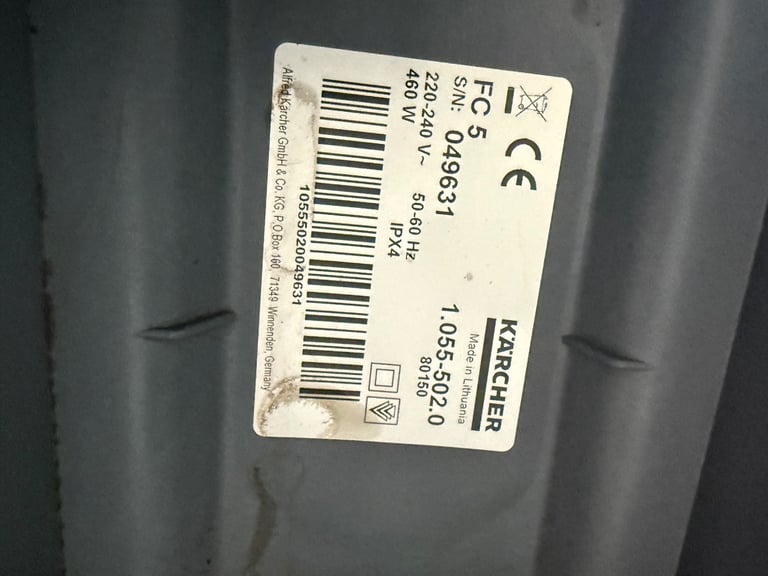 CE
KÄRCHER
Made in Lithuania
FC 5
1.055-502.0
S/N: 049631
80150
220-240 V~ 50-60 Hz
460 W IPX4
10555020049631
Alfred Kärcher GmbH & Co. KG, P.O.Box 160, 71349 Winnenden, Germany